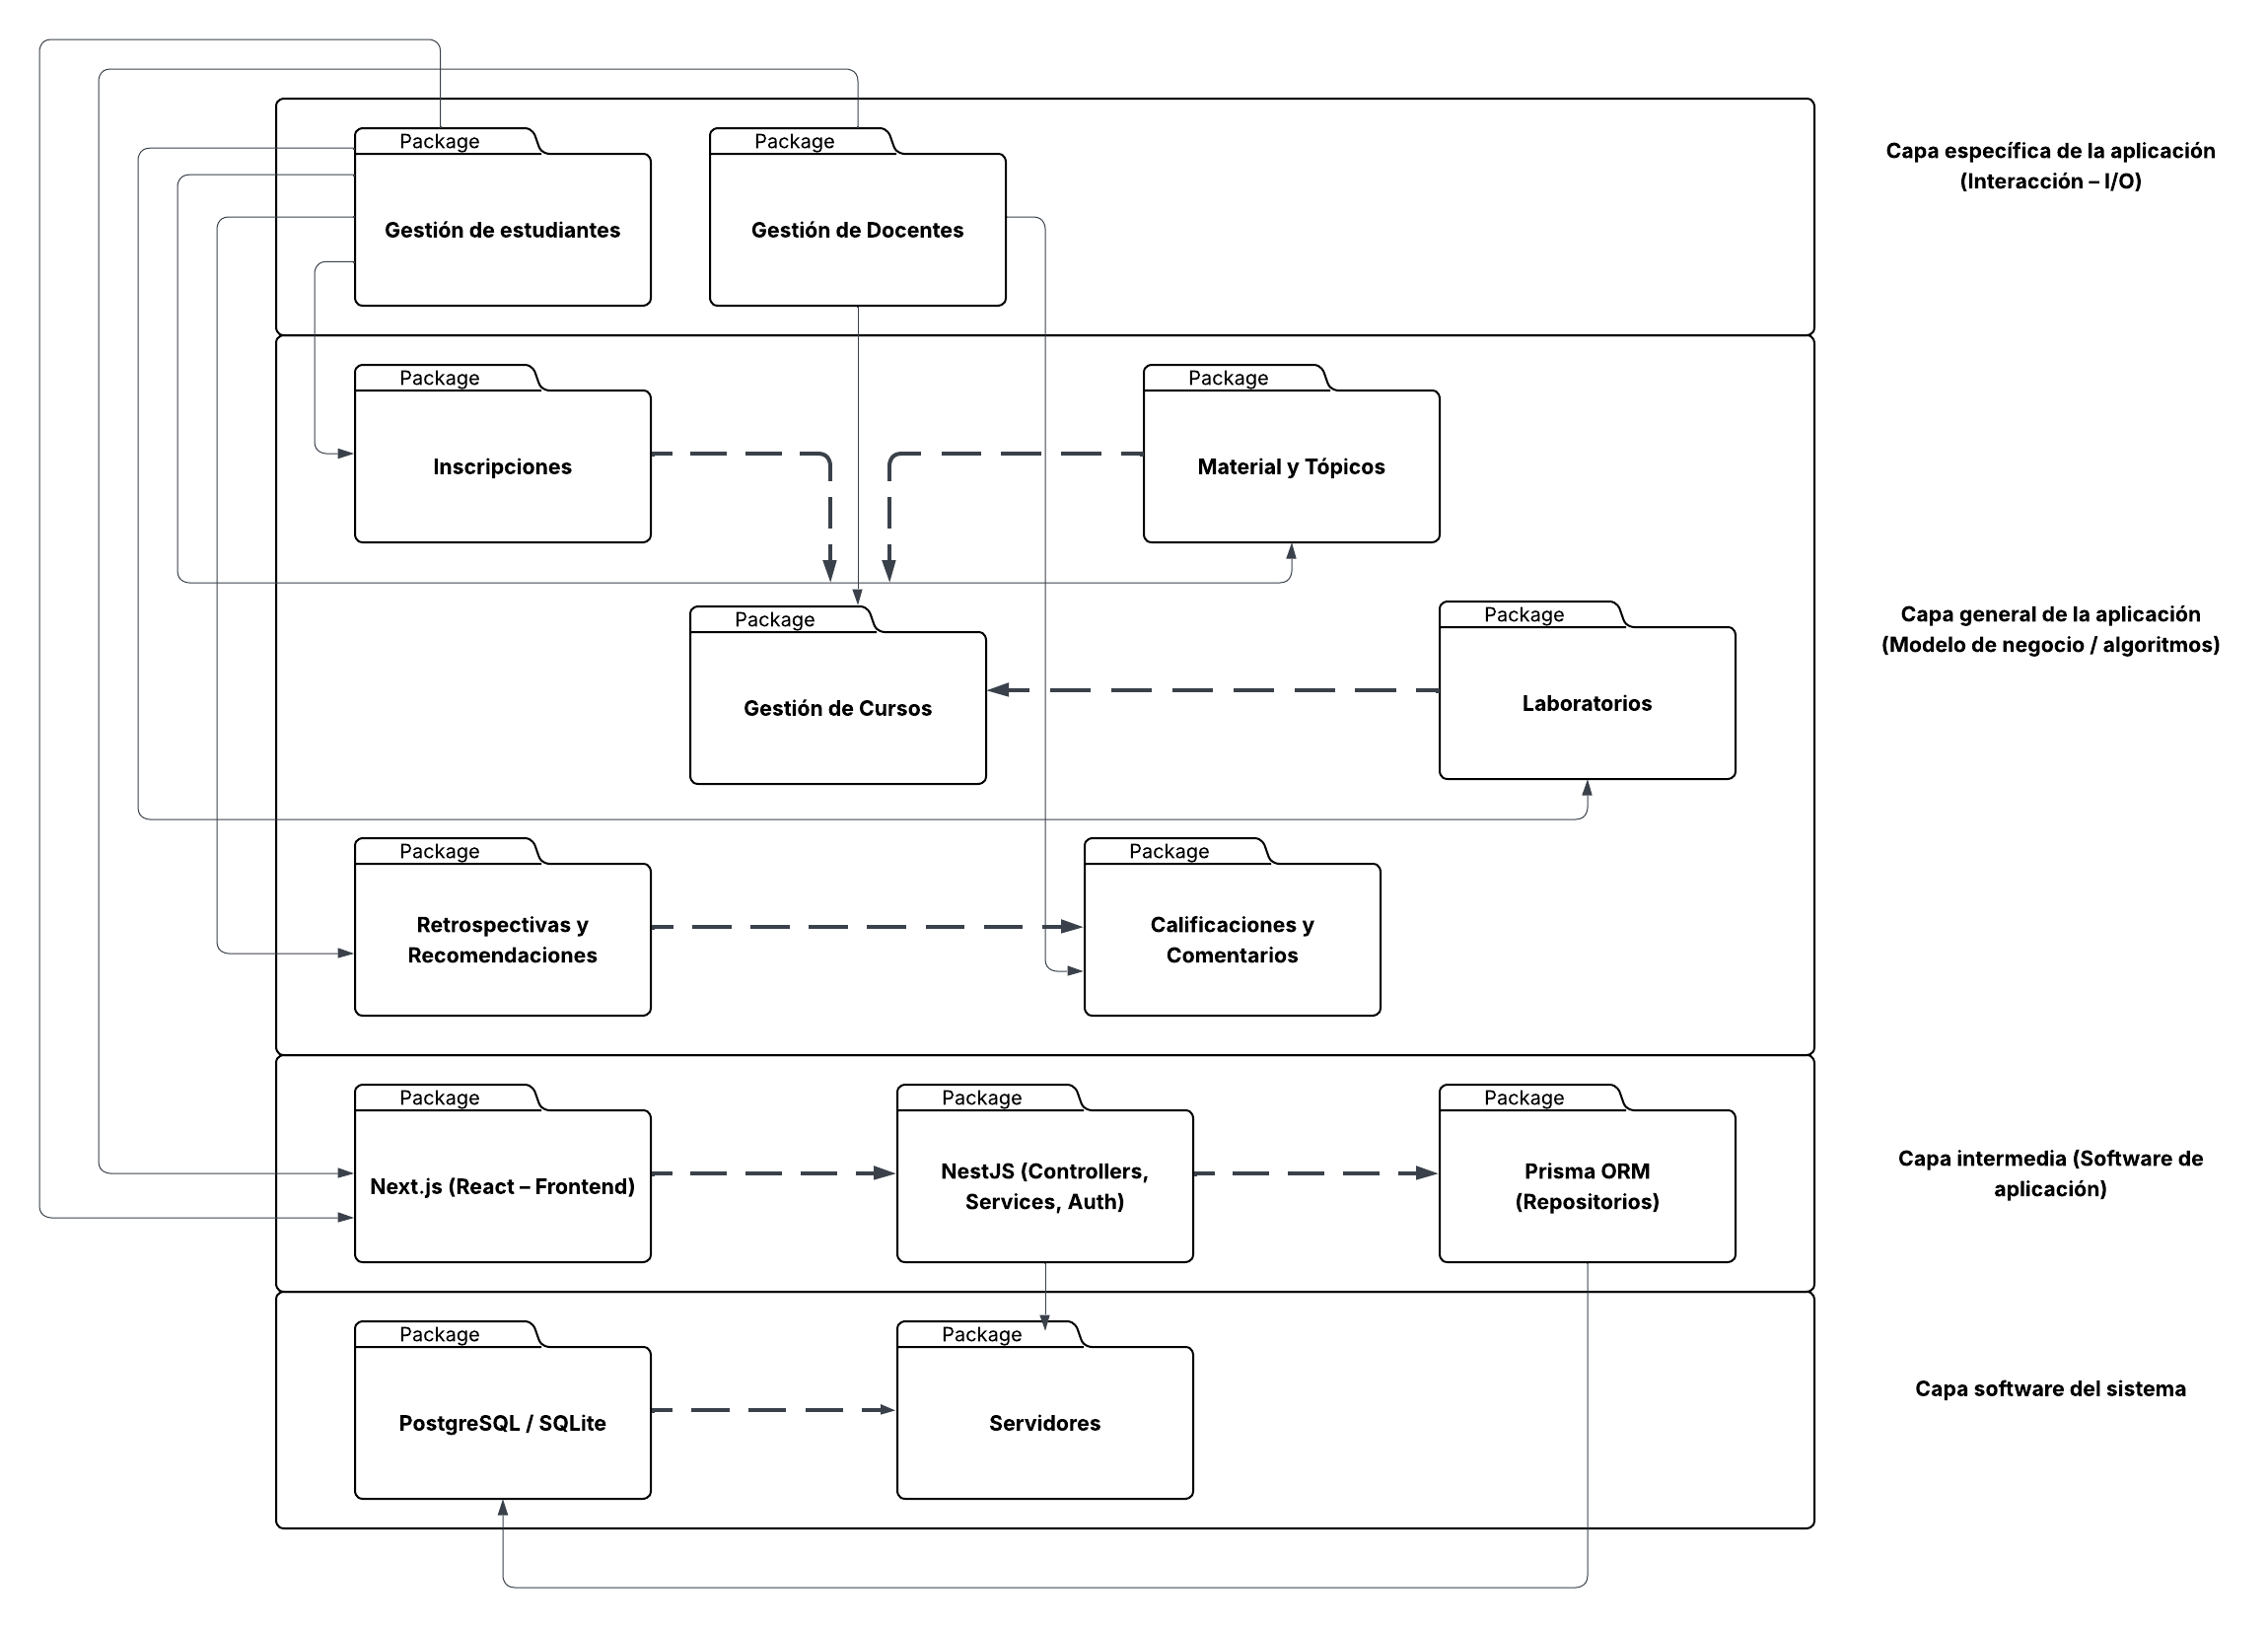 Package
Package
Gestión de estudiantes
Gestión de Docentes
Capa específica de la aplicación
(Interacción – I/O)
Package
Package
Inscripciones
Material y Tópicos
Package
Package
Gestión de Cursos
Laboratorios
Capa general de la aplicación
(Modelo de negocio / algoritmos)
Package
Package
Retrospectivas y
Recomendaciones
Calificaciones y
Comentarios
Package
Package
Package
Next.js (React – Frontend)
NestJS (Controllers,
Services, Auth)
Prisma ORM
(Repositorios)
Capa intermedia (Software de
aplicación)
Package
Package
PostgreSQL / SQLite
Servidores
Capa software del sistema